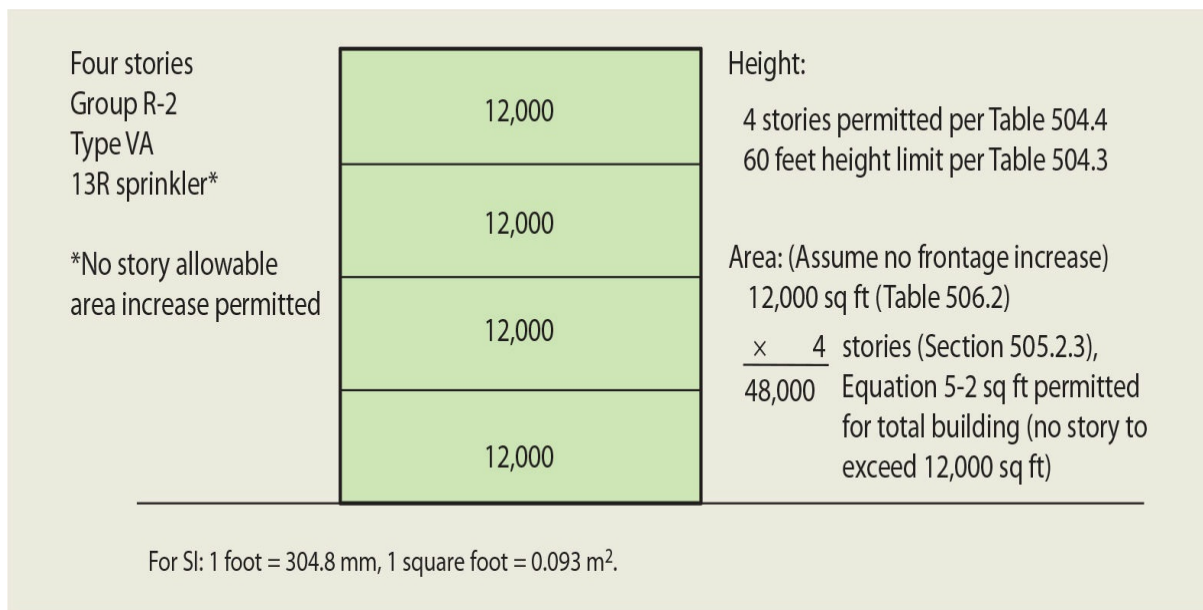 Four stories
Group R-2
Type VA
13R sprinkler*
*No story allowable
area increase permitted
12,000
12,000
12,000
12,000
Height:
4 stories permitted per Table 504.4
60 feet height limit per Table 504.3
Area: (Assume no frontage increase)
12,000 sq ft (Table 506.2)
× 4 stories (Section 505.2.3),
48,000 Equation 5-2 sq ft permitted
for total building (no story to
exceed 12,000 sq ft)
For SI: 1 foot = 304.8 mm, 1 square foot = 0.093 m².